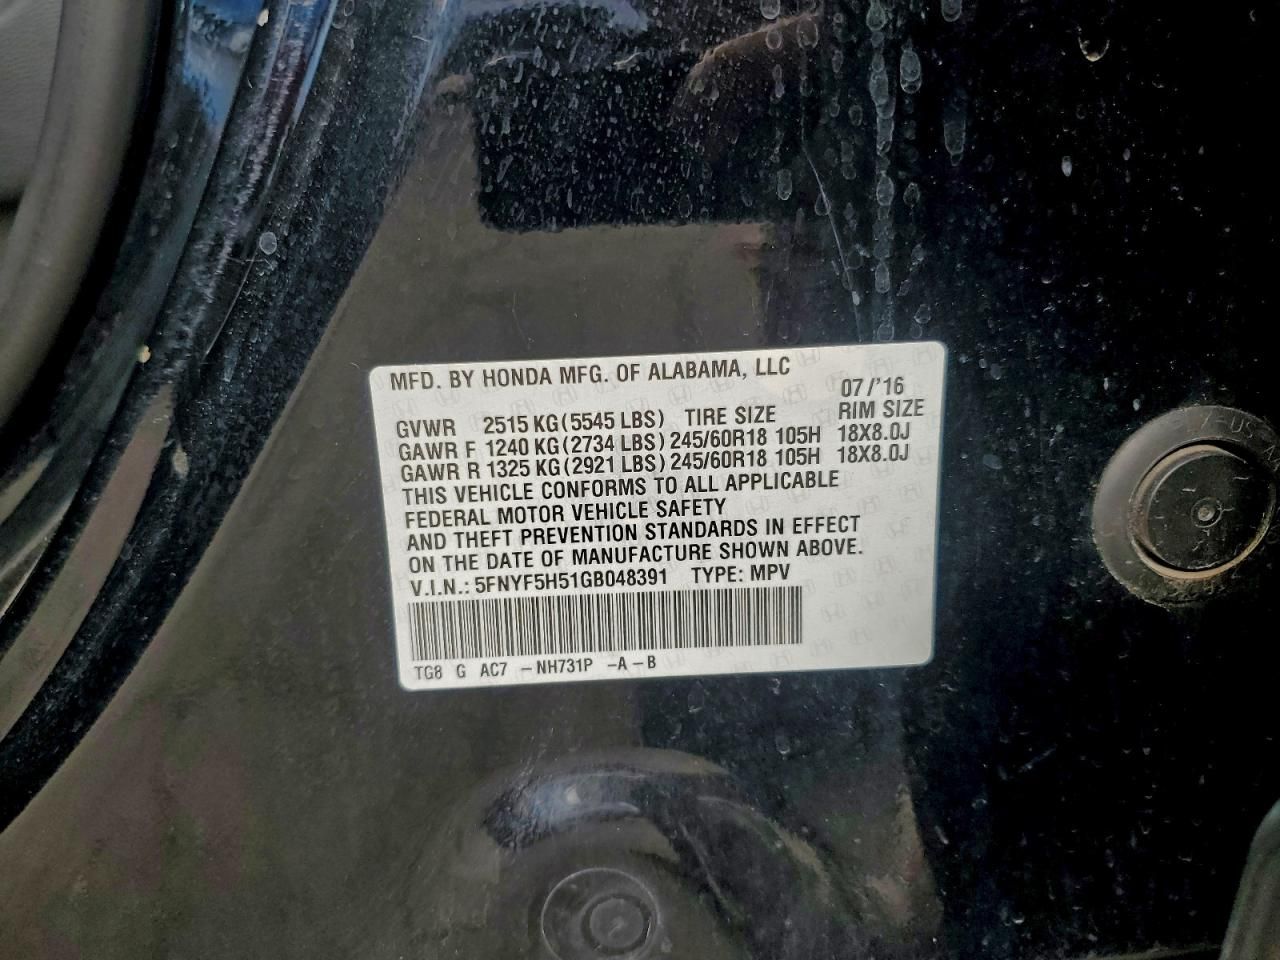 MFD. BY HONDA MFG. OF ALABAMA, LLC
07/'16
GVWR 2515 KG(5545 LBS) TIRE SIZE RIM SIZE
GAWR F 1240 KG(2734 LBS) 245/60R18 105H 18X8.0J
GAWR R 1325 KG(2921 LBS) 245/60R18 105H 18X8.0J
THIS VEHICLE CONFORMS TO ALL APPLICABLE
FEDERAL MOTOR VEHICLE SAFETY
AND THEFT PREVENTION STANDARDS IN EFFECT
ON THE DATE OF MANUFACTURE SHOWN ABOVE.
V.I.N.: 5FNYF5H51GB048391 TYPE: MPV
TG8 G AC7 -NH731P -A-B